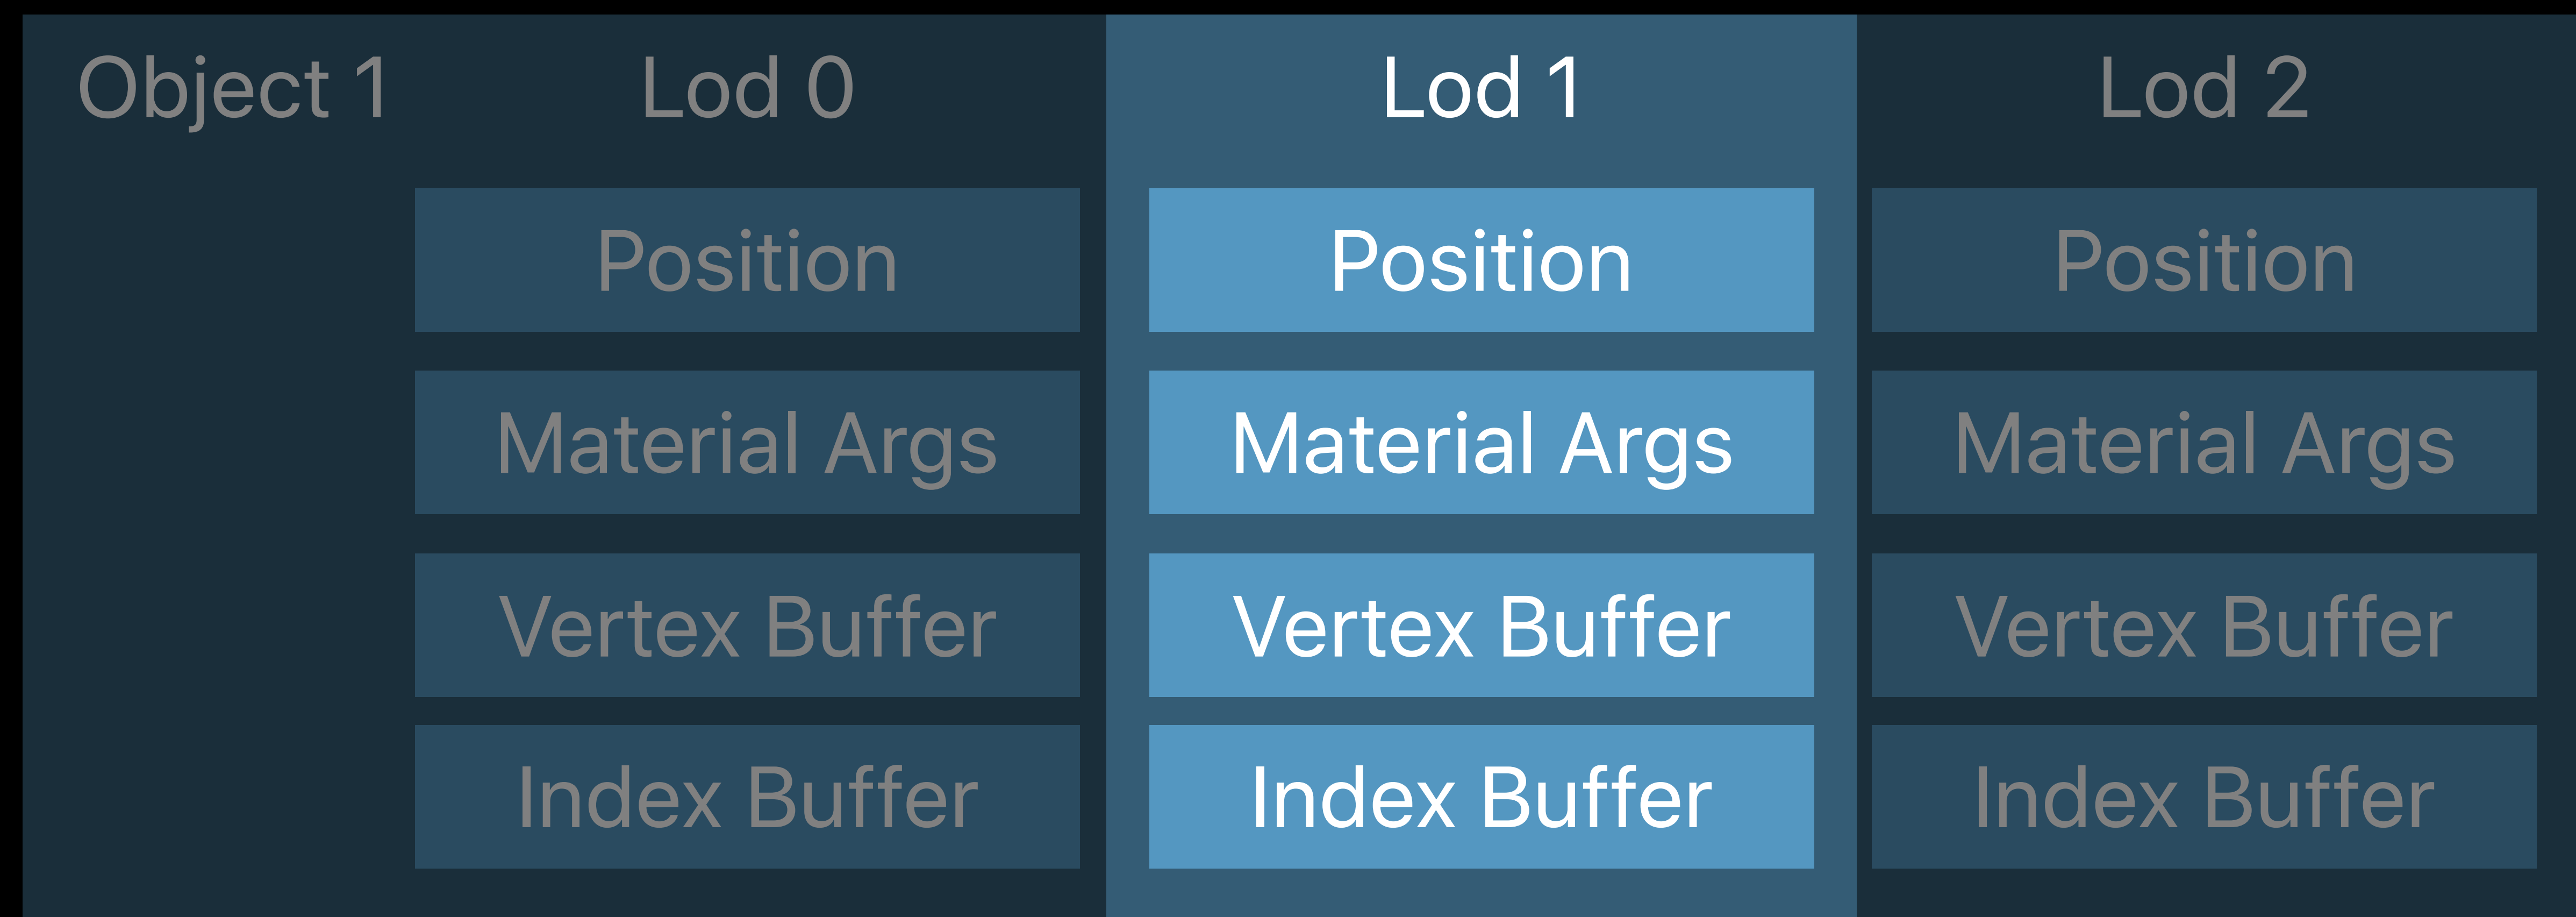 Object 1 Lod 0 Lod 1 Lod 2
Position Position Position
Material Args Material Args Material Args
Vertex Buffer Vertex Buffer Vertex Buffer
Index Buffer Index Buffer Index Buffer